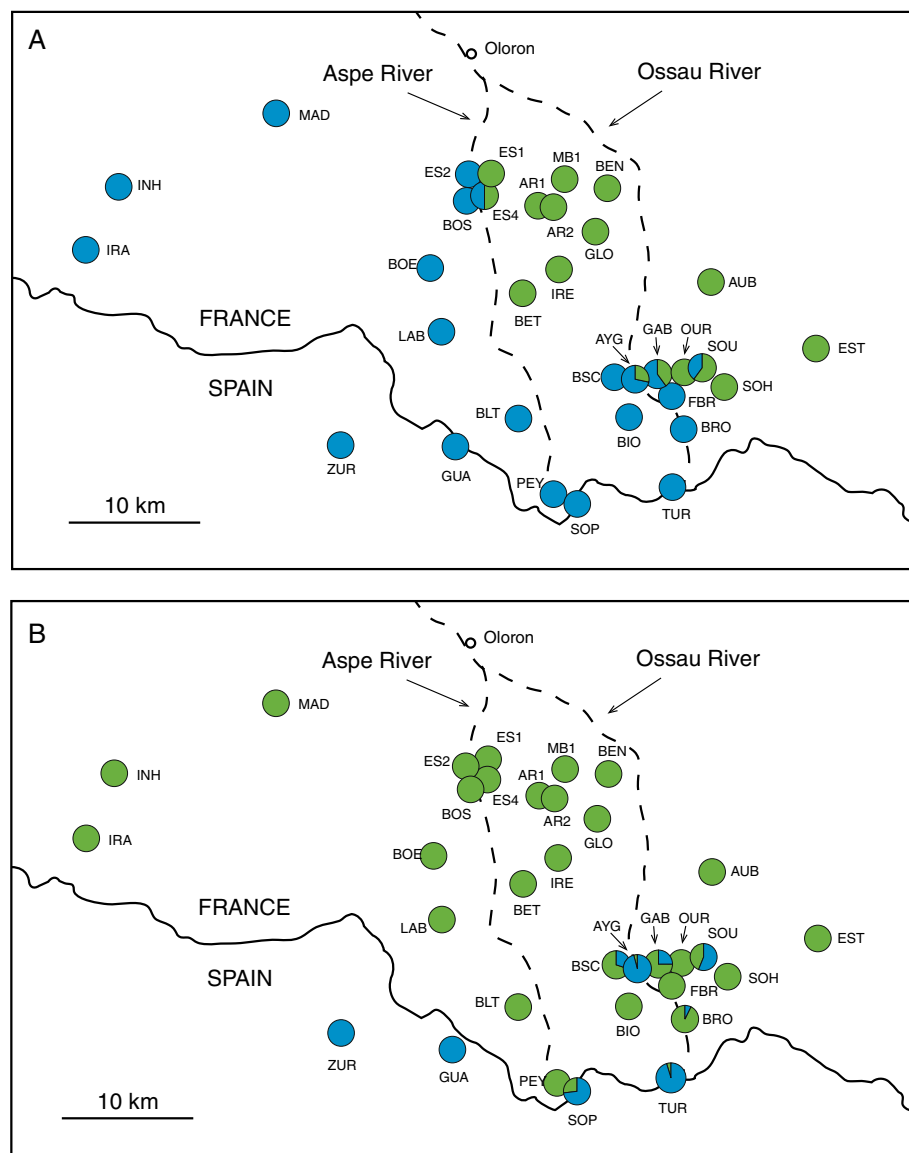 A
Oloron
Aspe River
Ossau River
MAD
ES1
ES2
MB1
BEN
AR1
INH
BOS
ES4
AR2
GLO
IRA
BOE
IRE
AUB
BET
FRANCE
LAB
GAB
OUR
AYG
SOU
EST
SPAIN
BSC
SOH
FBR
BLT
BIO
BRO
ZUR
GUA
PEY
10 km
SOP
TUR
B
Oloron
Aspe River
Ossau River
MAD
ES1
ES2
MB1
BEN
INH
AR1
BOS
ES4
AR2
GLO
IRA
BOE
IRE
AUB
BET
FRANCE
LAB
GAB
OUR
AYG
SOU
EST
BSC
SPAIN
SOH
FBR
BLT
BIO
BRO
ZUR
GUA
PEY
10 km
SOP
TUR